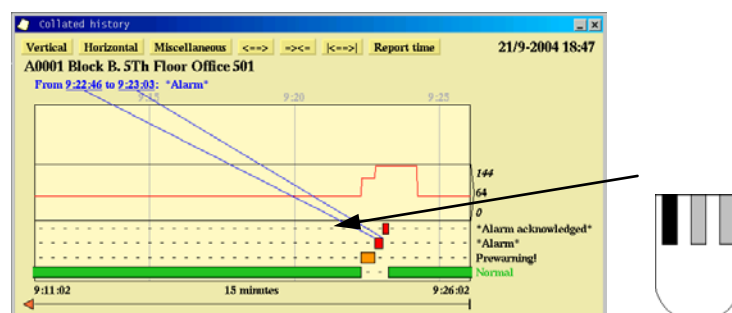 Collated history
Vertical Horizontal Miscellaneous <==> =><= |<==>| Report time 21/9-2004 18:47
A0001 Block B. 5Th Floor Office 501
From 9:22:46 to 9:23:03: *Alarm*
9:15 9:20 9:25
144
64
0
*Alarm acknowledged*
*Alarm*
Prewarning!
Normal
9:11:02 15 minutes 9:26:02